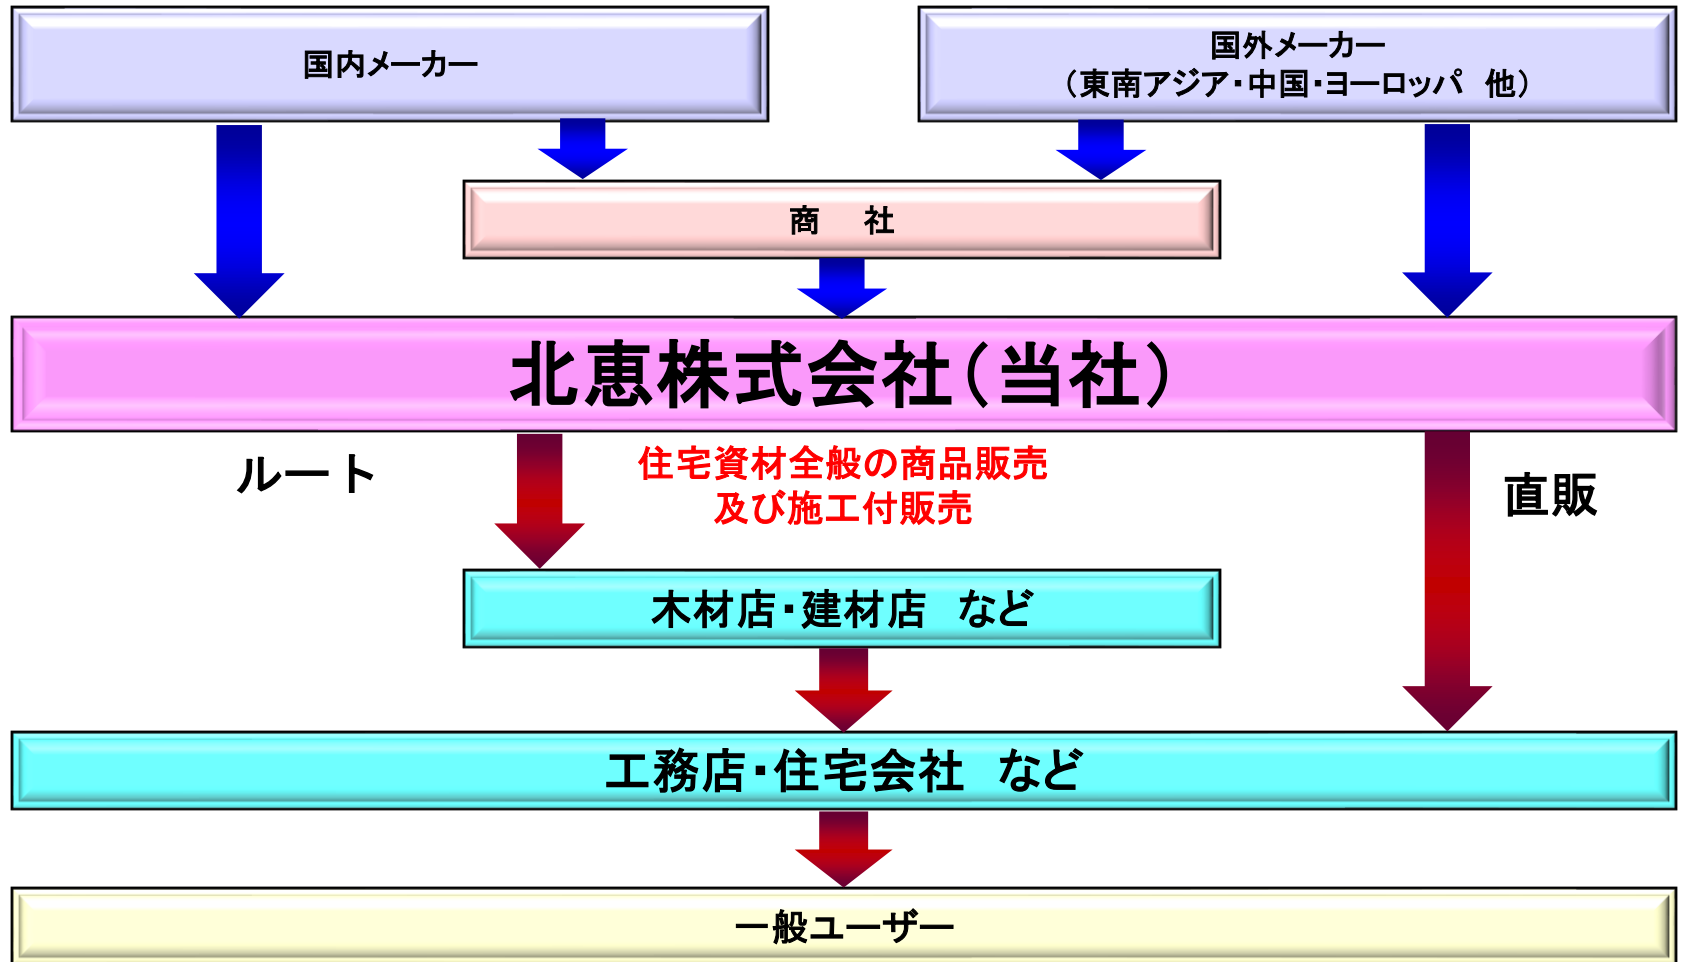 国内メーカー
国外メーカー
（東南アジア・中国・ヨーロッパ　他）
商　社
北恵株式会社（当社）
ルート
住宅資材全般の商品販売
及び施工付販売
直販
木材店・建材店　など
工務店・住宅会社　など
一般ユーザー